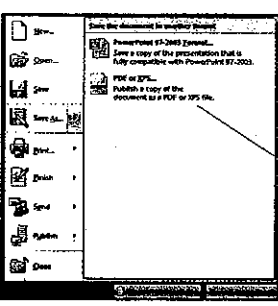 New...
Open...
Save
Save As...
Print...
Finish
Send
Publish
Close
Save the document in another format
PowerPoint 97-2003 Format...
Save a copy of the presentation that is
fully compatible with PowerPoint 97-2003.
PDF or XPS...
Publish a copy of the
document as a PDF or XPS file.